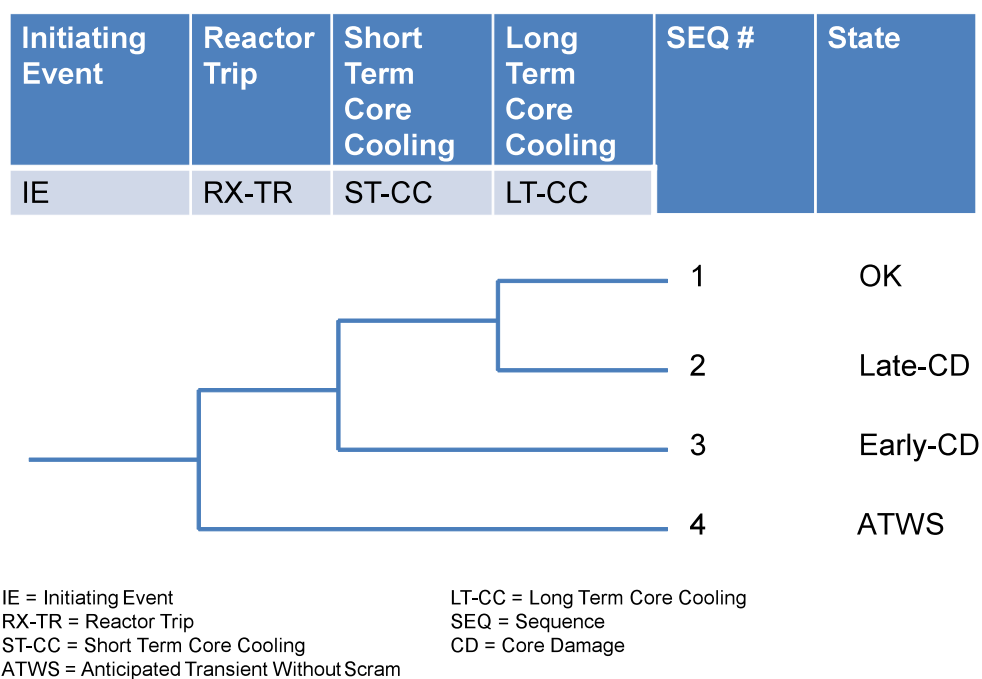 Initiating Event
Reactor Trip
Short Term Core Cooling
Long Term Core Cooling
SEQ #
State
IE
RX-TR
ST-CC
LT-CC
1
OK
2
Late-CD
3
Early-CD
4
ATWS
IE = Initiating Event
RX-TR = Reactor Trip
ST-CC = Short Term Core Cooling
ATWS = Anticipated Transient Without Scram
LT-CC = Long Term Core Cooling
SEQ = Sequence
CD = Core Damage